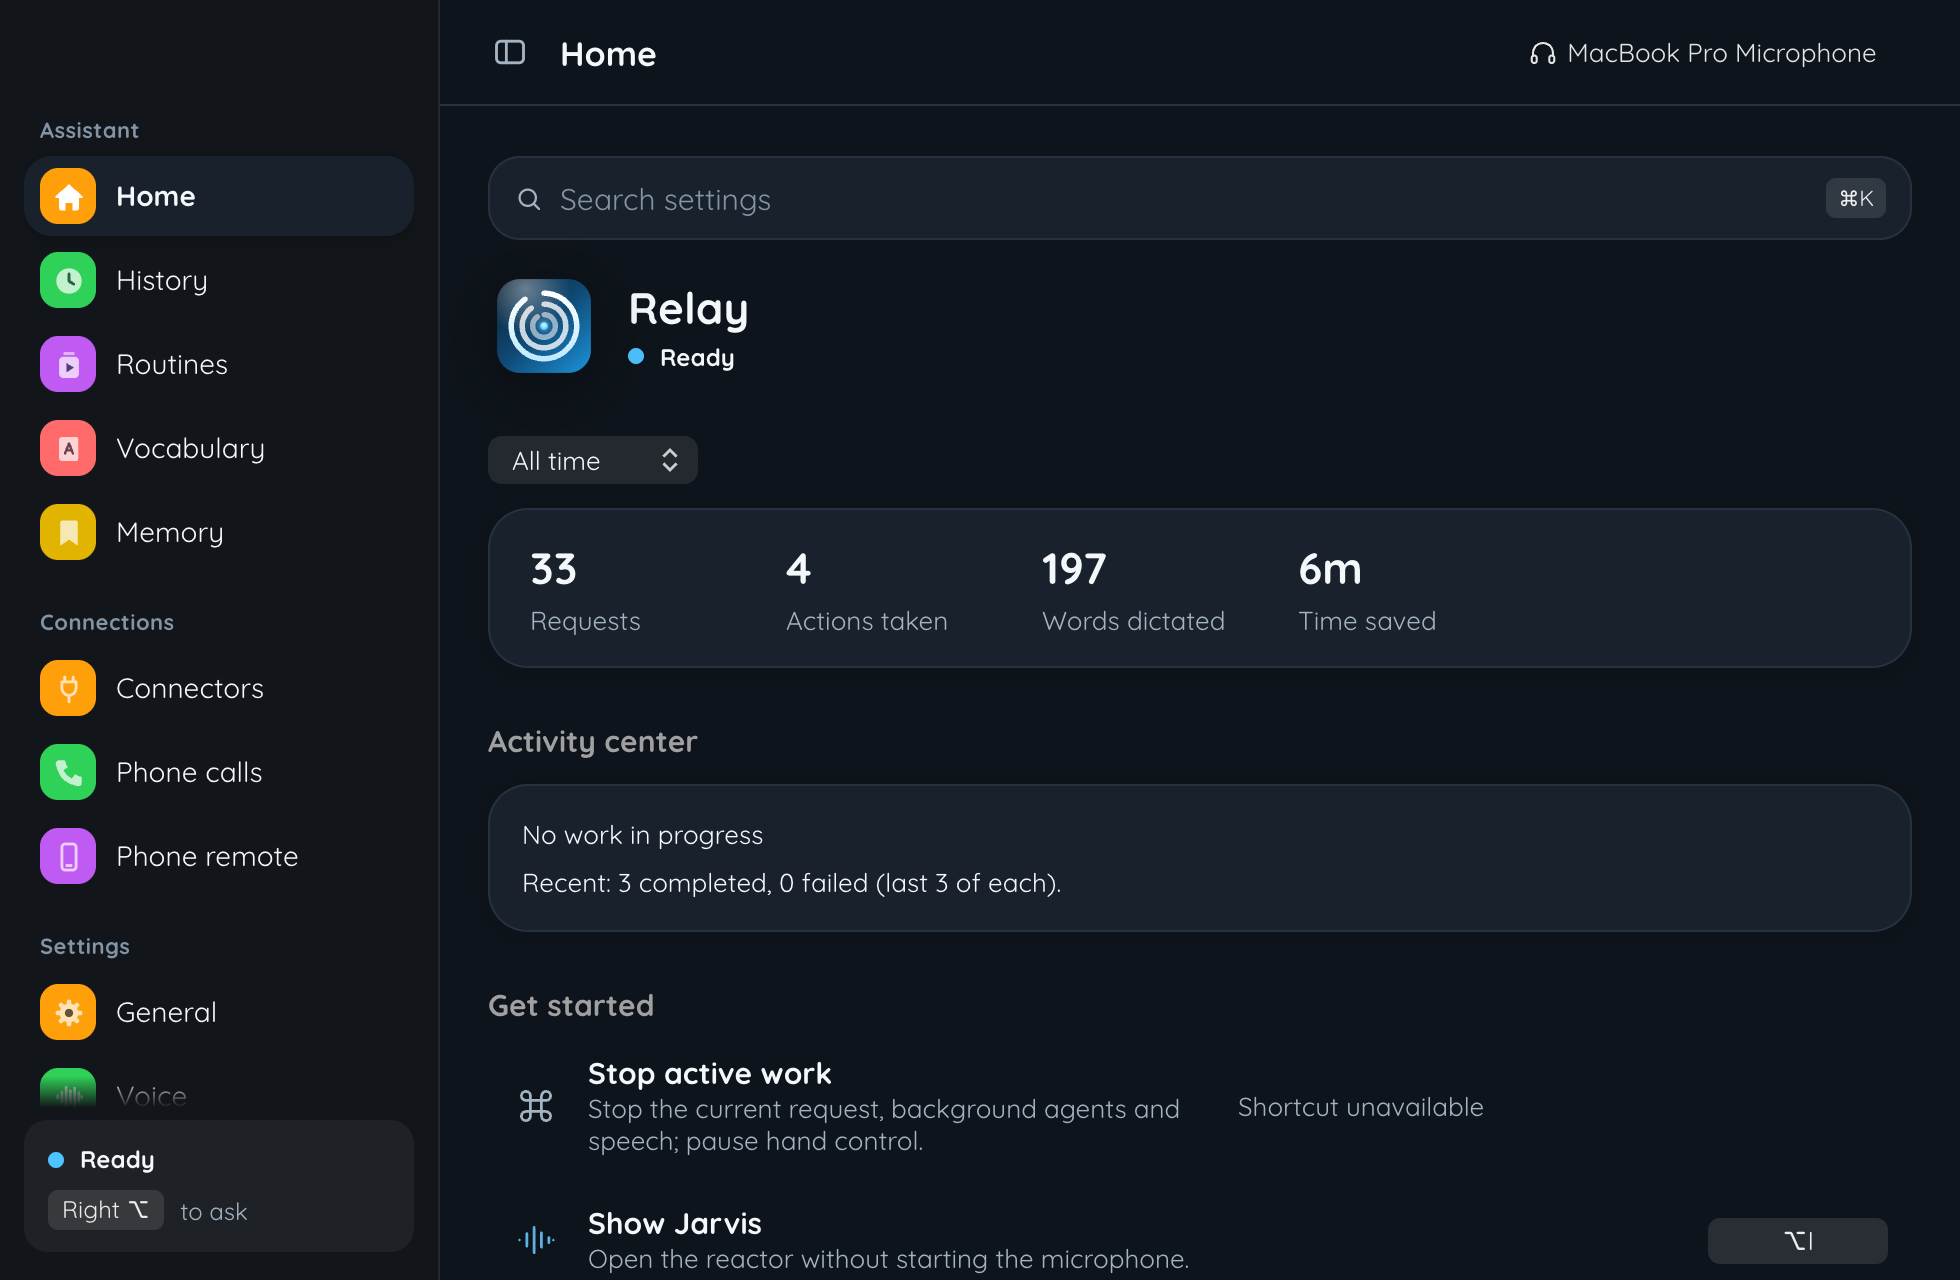 Home
MacBook Pro Microphone
Assistant
Home
History
Routines
Vocabulary
Memory
Connections
Connectors
Phone calls
Phone remote
Settings
General
Voice
Ready
Right ⌥ to ask
Search settings
⌘K
Relay
Ready
All time
33
Requests
4
Actions taken
197
Words dictated
6m
Time saved
Activity center
No work in progress
Recent: 3 completed, 0 failed (last 3 of each).
Get started
Stop active work
Stop the current request, background agents and
speech; pause hand control.
Shortcut unavailable
Show Jarvis
Open the reactor without starting the microphone.